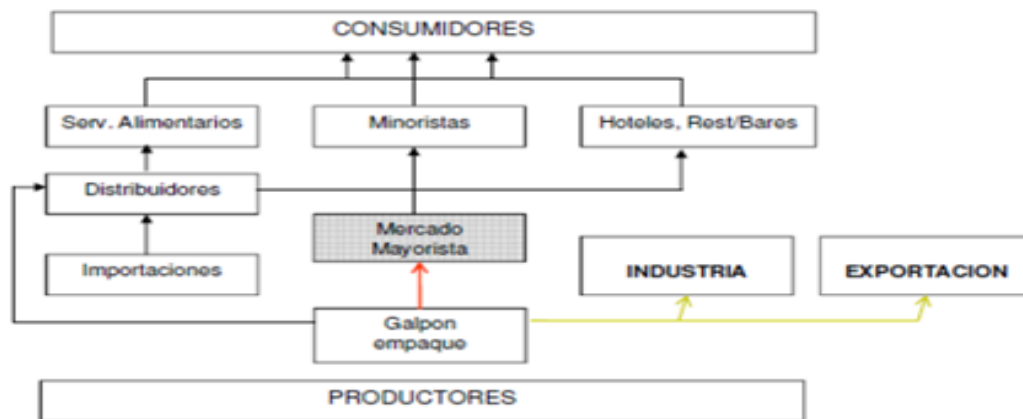 CONSUMIDORES
Serv. Alimentarios
Minoristas
Hoteles, Rest/Bares
Distribuidores
Mercado
Mayorista
Importaciones
INDUSTRIA
EXPORTACION
Galpon
empaque
PRODUCTORES